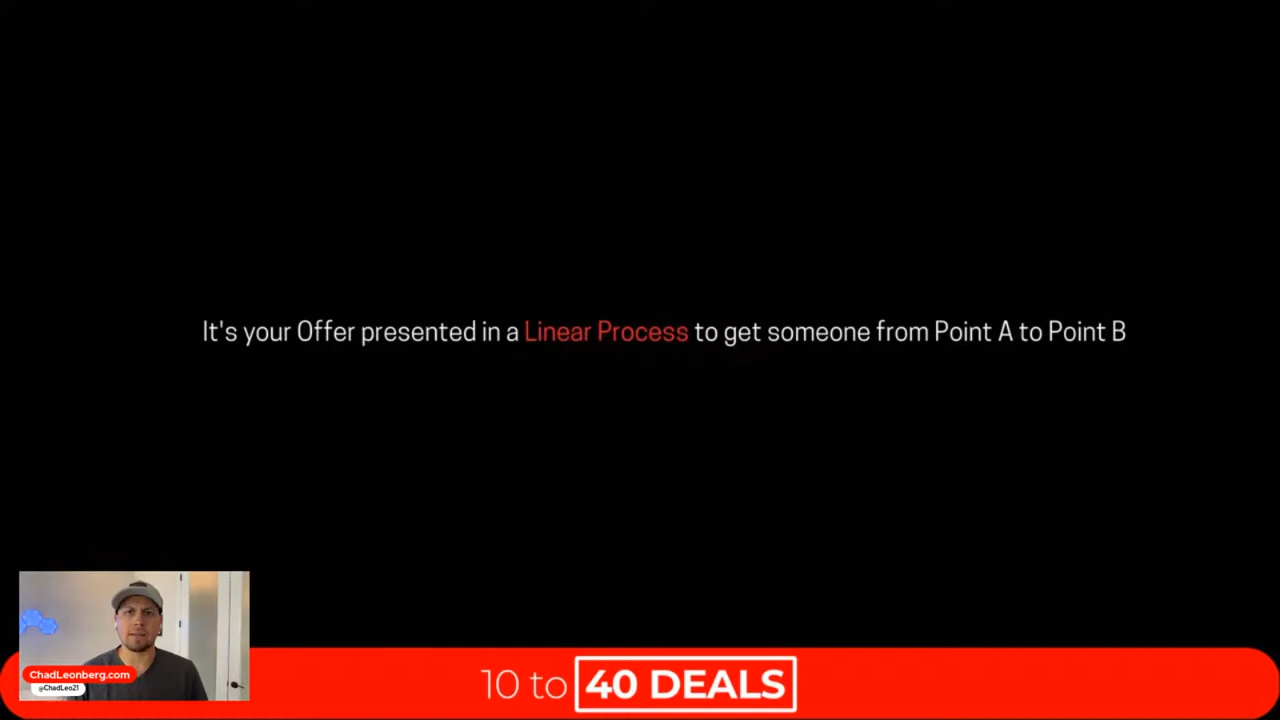 It's your Offer presented in a Linear Process to get someone from Point A to Point B
ChadLeonberg.com
@ChadLeo21
10 to 40 DEALS